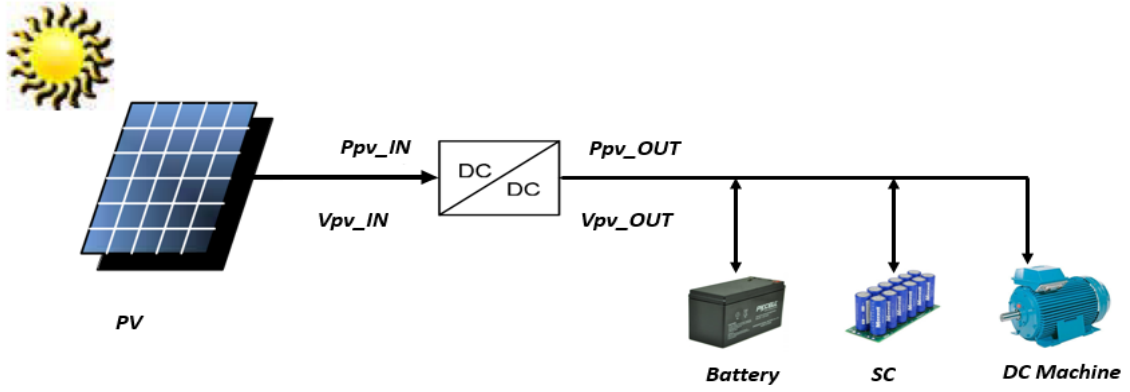 Ppv_IN
Ppv_OUT
DC
DC
Vpv_IN
Vpv_OUT
PV
Battery
SC
DC Machine